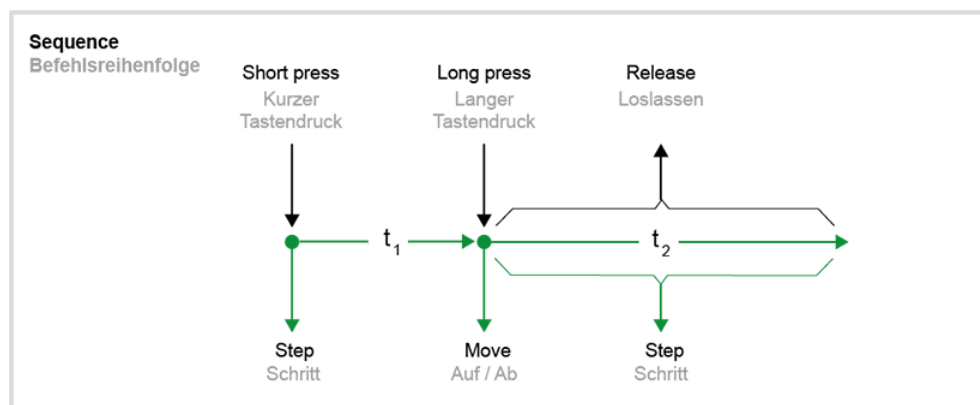 Sequence
Befehlsreihenfolge
Short press
Kurzer
Tastendruck
Long press
Langer
Tastendruck
Release
Loslassen
t1
t2
Step
Schritt
Move
Auf / Ab
Step
Schritt